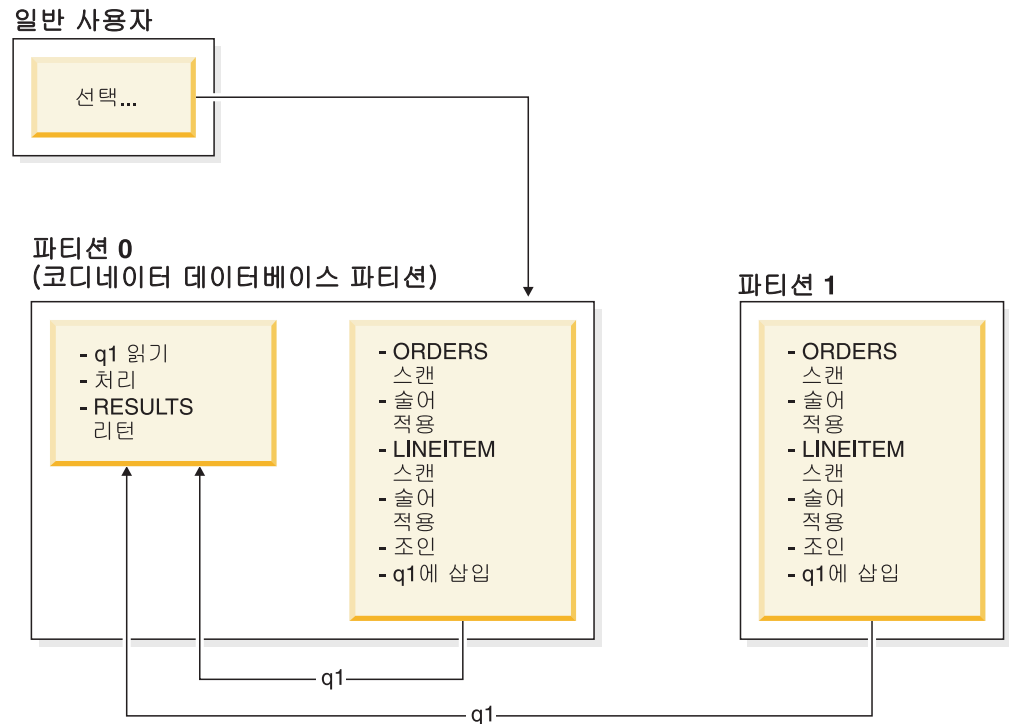 일반 사용자
선택...
파티션 0
(코디네이터 데이터베이스 파티션)
- q1 읽기
- 처리
- RESULTS
리턴
- ORDERS
스캔
- 술어
적용
- LINEITEM
스캔
- 술어
적용
- 조인
- q1에 삽입
파티션 1
- ORDERS
스캔
- 술어
적용
- LINEITEM
스캔
- 술어
적용
- 조인
- q1에 삽입
q1
q1